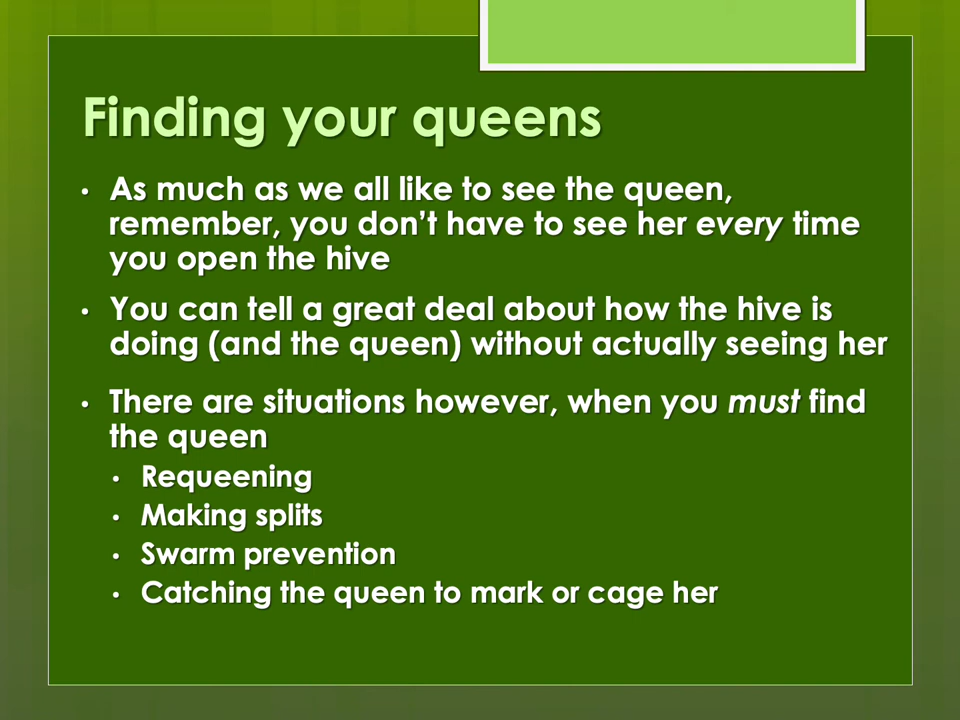 Finding your queens
• As much as we all like to see the queen,
remember, you don’t have to see her every time
you open the hive
• You can tell a great deal about how the hive is
doing (and the queen) without actually seeing her
• There are situations however, when you must find
the queen
• Requeening
• Making splits
• Swarm prevention
• Catching the queen to mark or cage her